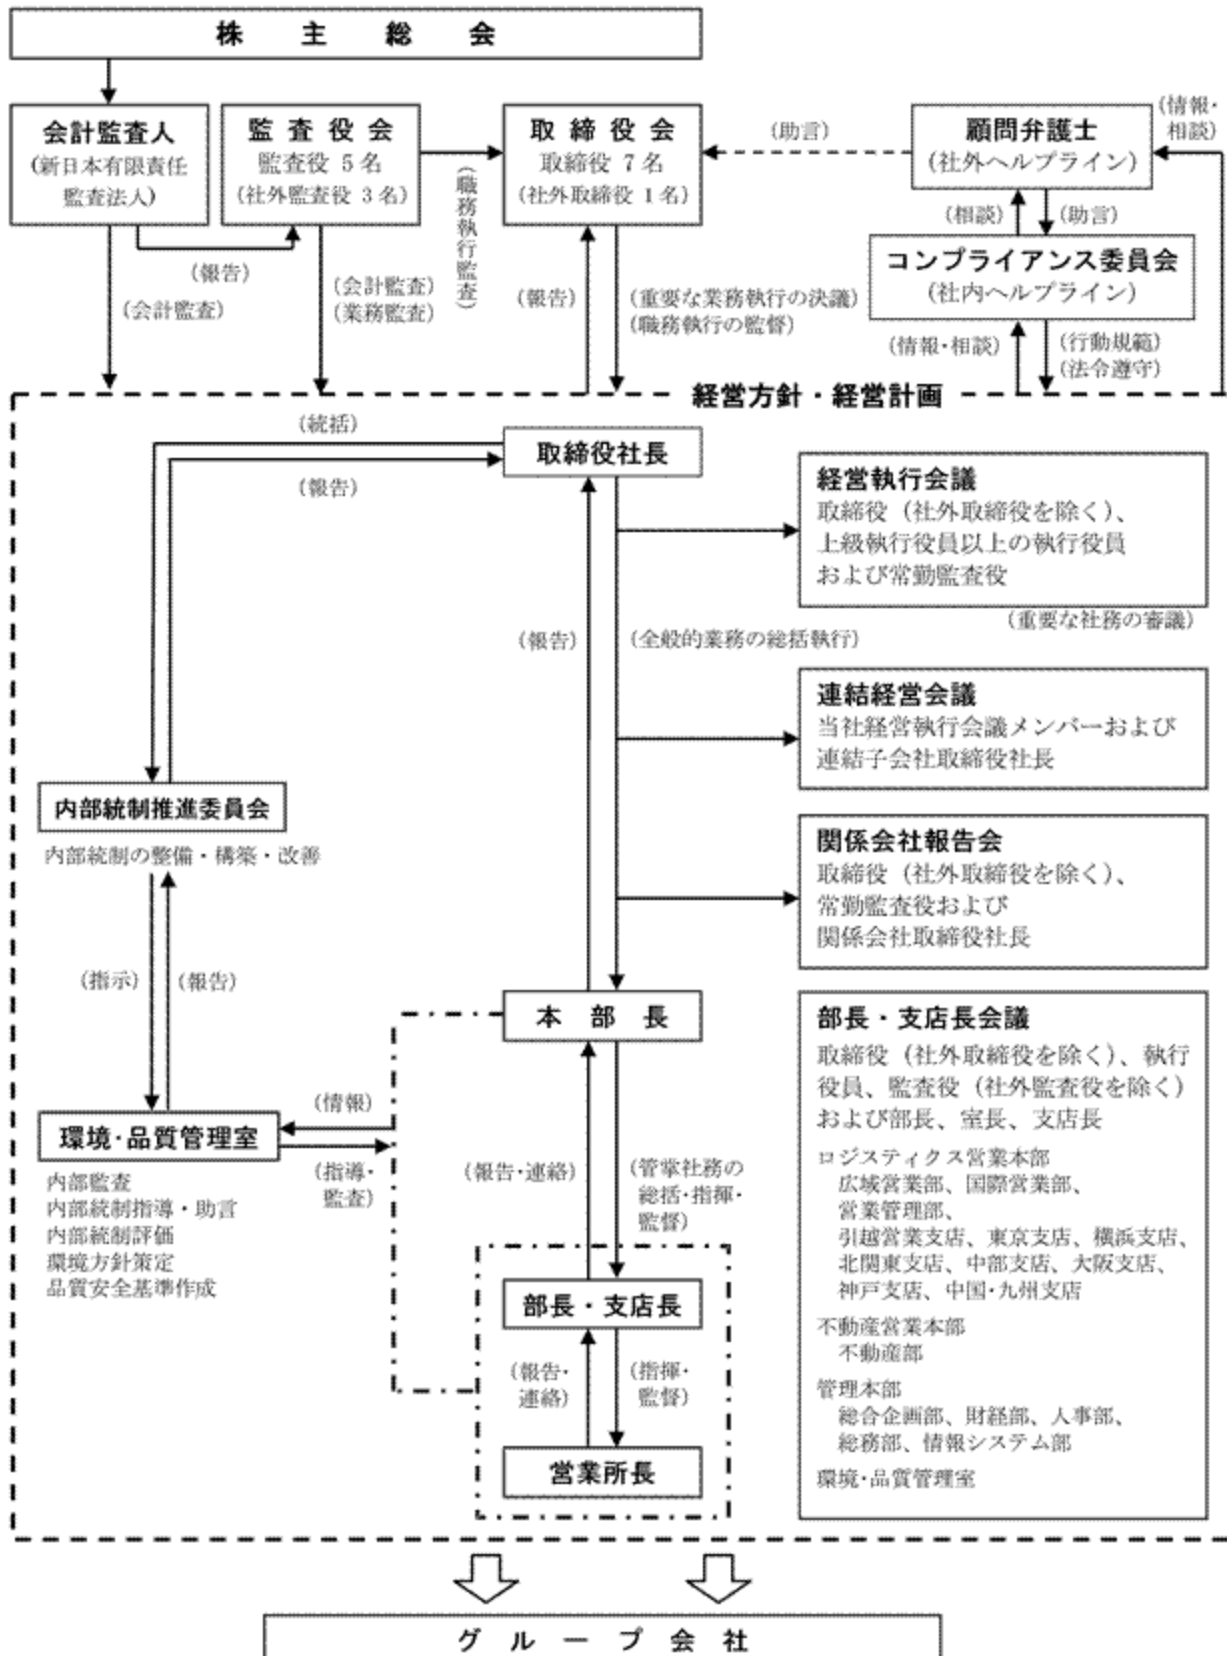 株主総会
会計監査人
(新日本有限責任
監査法人)
監査役会
監査役 5 名
(社外監査役 3 名)
(職務執行監査)
取締役会
取締役 7 名
(社外取締役 1 名)
(助言)
顧問弁護士
(社外ヘルプライン)
(情報・
相談)
(相談)
(助言)
コンプライアンス委員会
(社内ヘルプライン)
(報告)
(会計監査)
(会計監査)
(業務監査)
(報告)
(重要な業務執行の決議)
(職務執行の監督)
(情報・相談)
(行動規範)
(法令遵守)
経営方針・経営計画
(統括)
(報告)
取締役社長
経営執行会議
取締役（社外取締役を除く）、
上級執行役員以上の執行役員
および常勤監査役
(重要な社務の審議)
(報告)
(全般的業務の総括執行)
連結経営会議
当社経営執行会議メンバーおよび
連結子会社取締役社長
内部統制推進委員会
内部統制の整備・構築・改善
関係会社報告会
取締役（社外取締役を除く）、
常勤監査役および
関係会社取締役社長
(指示)
(報告)
本部長
部長・支店長会議
取締役（社外取締役を除く）、執行
役員、監査役（社外監査役を除く）
および部長、室長、支店長
ロジスティクス営業本部
広域営業部、国際営業部、
営業管理部、
引越営業支店、東京支店、横浜支店、
北関東支店、中部支店、大阪支店、
神戸支店、中国・九州支店
不動産営業本部
不動産部
管理本部
総合企画部、財経部、人事部、
総務部、情報システム部
環境・品質管理室
環境・品質管理室
内部監査
内部統制指導・助言
内部統制評価
環境方針策定
品質安全基準作成
(情報)
(指導・
監査)
(報告・連絡)
(管掌社務の
総括・指揮・
監督)
部長・支店長
(報告・
連絡)
(指揮・
監督)
営業所長
グループ会社